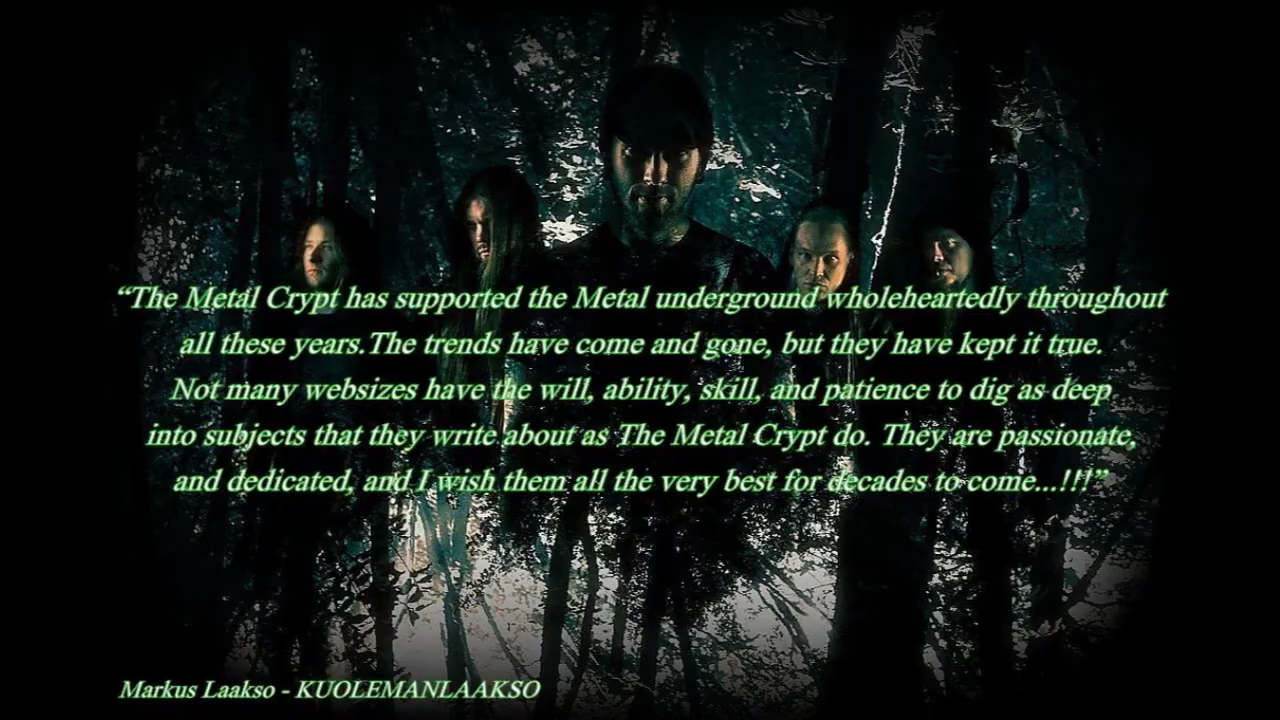 “The Metal Crypt has supported the Metal underground wholeheartedly throughout
all these years.The trends have come and gone, but they have kept it true.
Not many websizes have the will, ability, skill, and patience to dig as deep
into subjects that they write about as The Metal Crypt do. They are passionate,
and dedicated, and I wish them all the very best for decades to come...!!!”
Markus Laakso - KUOLEMANLAAKSO